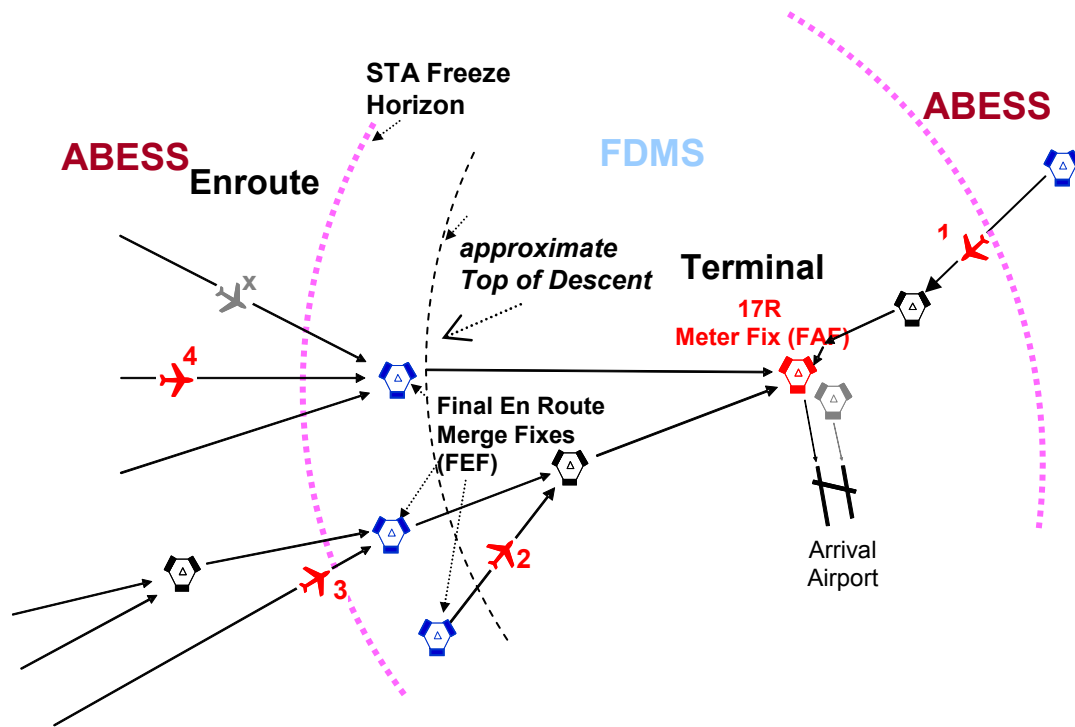 STA Freeze
Horizon
ABESS
FDMS
ABESS
Enroute
1
approximate
Top of Descent
Terminal
x
17R
Meter Fix (FAF)
4
Final En Route
Merge Fixes
(FEF)
2
3
Arrival
Airport